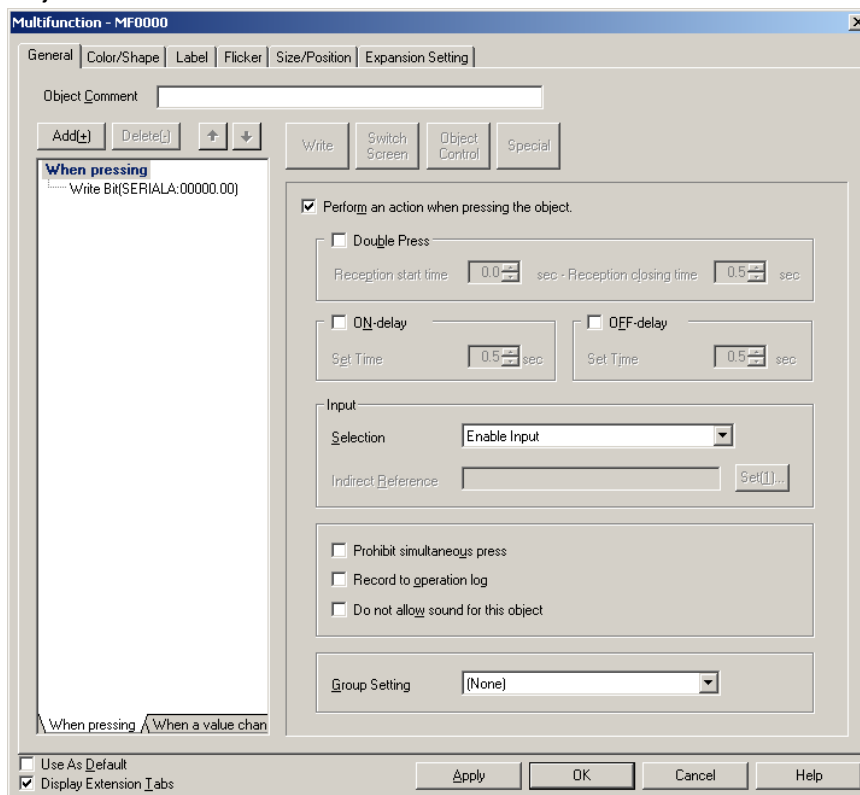 Multifunction - MF0000
General Color/Shape Label Flicker Size/Position Expansion Setting
Object Comment
Add(+) Delete(-)
Write Switch Screen Object Control Special
When pressing
Write Bit(SERIALA:00000.00)
Perform an action when pressing the object.
Double Press
Reception start time 0.0 sec - Reception closing time 0.5 sec
ON-delay OFF-delay
Set Time 0.5 sec Set Time 0.5 sec
Input
Selection Enable Input
Indirect Reference Set(1)...
Prohibit simultaneous press
Record to operation log
Do not allow sound for this object
Group Setting (None)
When pressing When a value chan
Use As Default
Display Extension Tabs
Apply OK Cancel Help